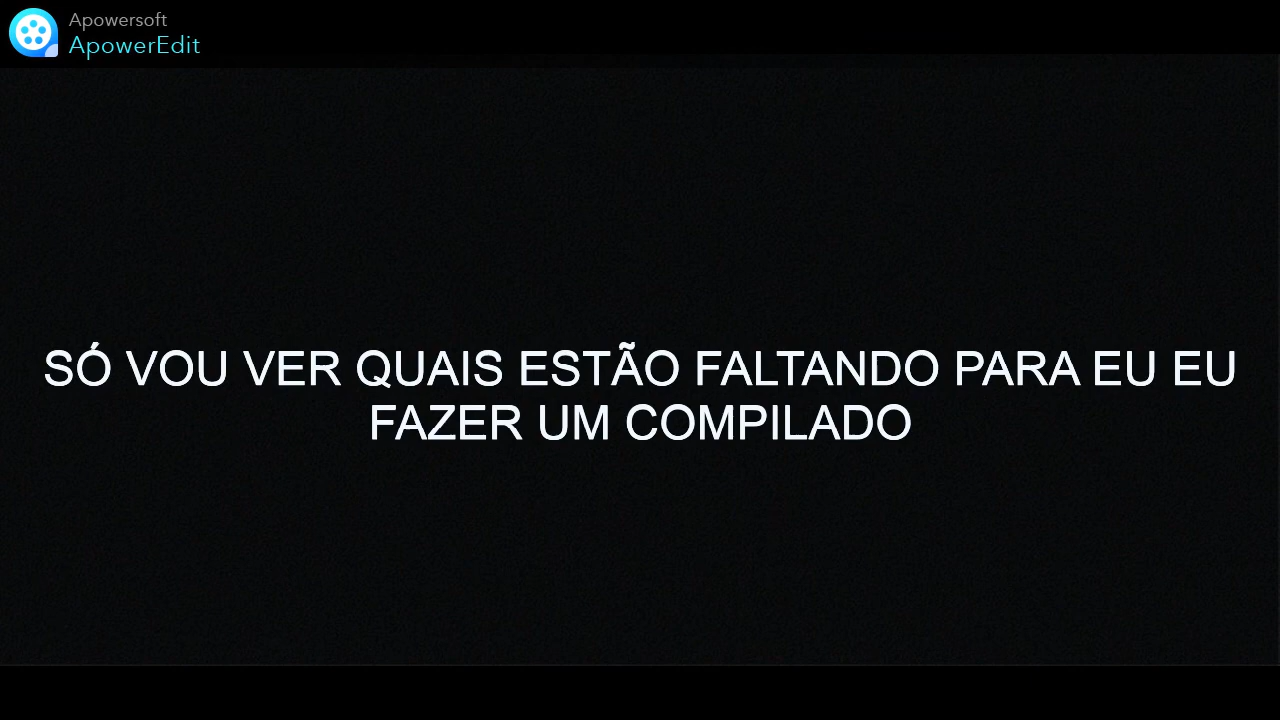 Apowersoft
ApowerEdit
SÓ VOU VER QUAIS ESTÃO FALTANDO PARA EU EU
FAZER UM COMPILADO